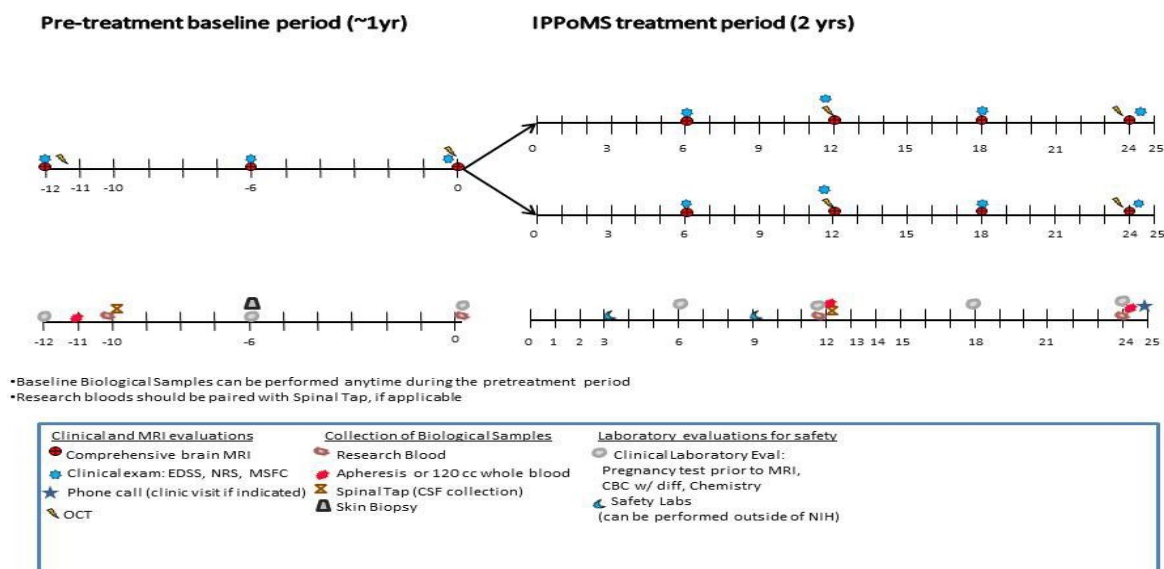 Pre-treatment baseline period (~1yr) IPPoMS treatment period (2 yrs)
0 3 6 9 12 15 18 21 24 25
-12 -11 -10 -6 0
0 3 6 9 12 15 18 21 24 25
-12 -11 -10 -6 0
0 1 2 3 6 9 12 13 14 15 18 21 24 25
•Baseline Biological Samples can be performed anytime during the pretreatment period
•Research bloods should be paired with Spinal Tap, if applicable
Clinical and MRI evaluations
Comprehensive brain MRI
Clinical exam: EDSS, NRS, MSFC
Phone call (clinic visit if indicated)
OCT
Collection of Biological Samples
Research Blood
Apheresis or 120 cc whole blood
Spinal Tap (CSF collection)
Skin Biopsy
Laboratory evaluations for safety
Clinical Laboratory Eval:
Pregnancy test prior to MRI,
CBC w/ diff, Chemistry
Safety Labs
(can be performed outside of NIH)